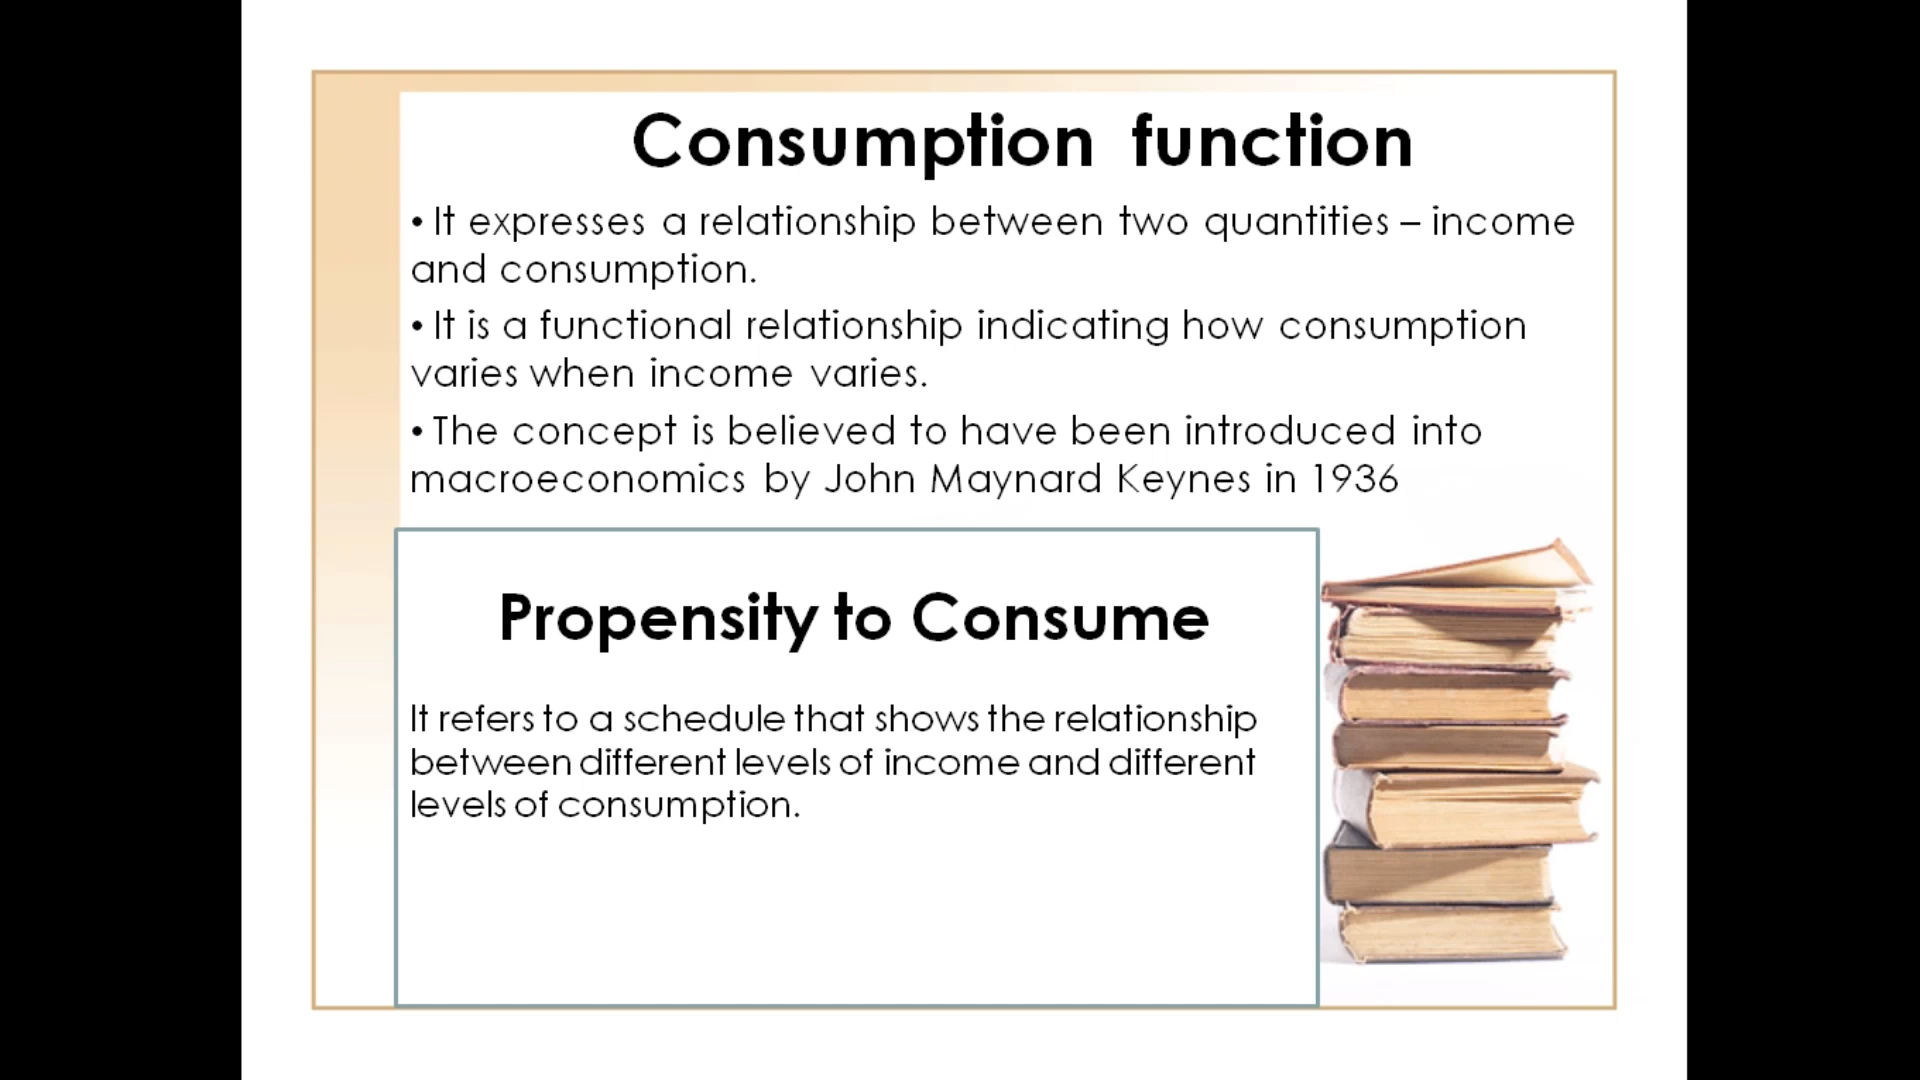 Consumption function
• It expresses a relationship between two quantities – income
and consumption.
• It is a functional relationship indicating how consumption
varies when income varies.
• The concept is believed to have been introduced into
macroeconomics by John Maynard Keynes in 1936
Propensity to Consume
It refers to a schedule that shows the relationship
between different levels of income and different
levels of consumption.